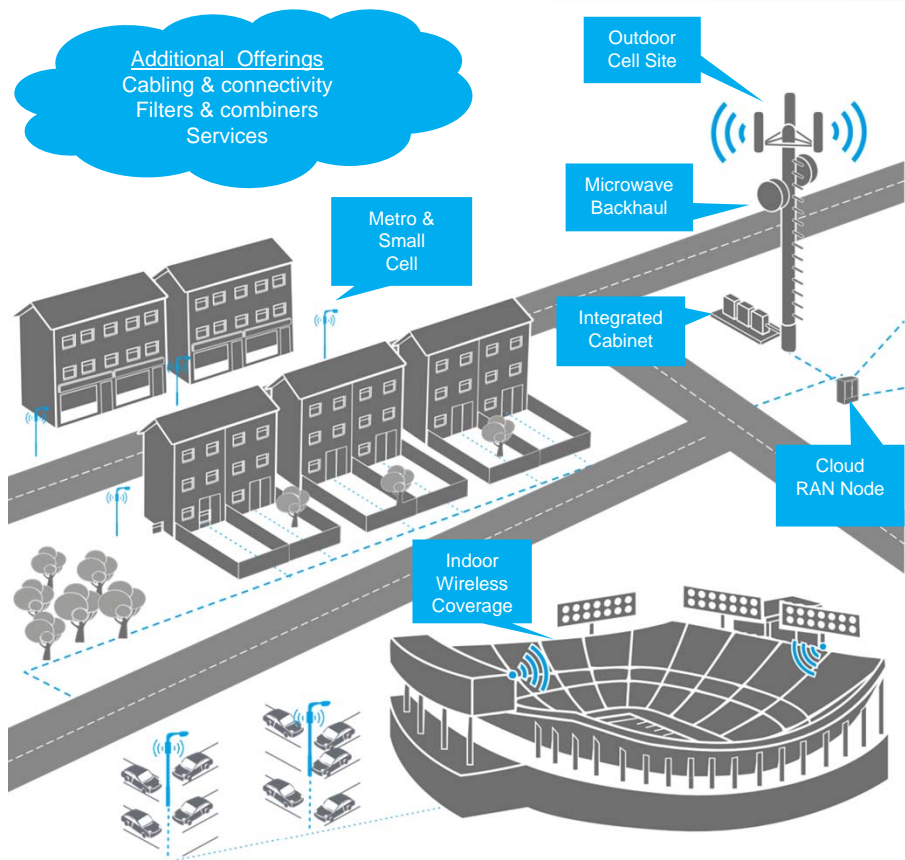 Additional Offerings
Cabling & connectivity
Filters & combiners
Services
Outdoor
Cell Site
Microwave
Backhaul
Metro &
Small
Cell
Integrated
Cabinet
Cloud
RAN Node
Indoor
Wireless
Coverage